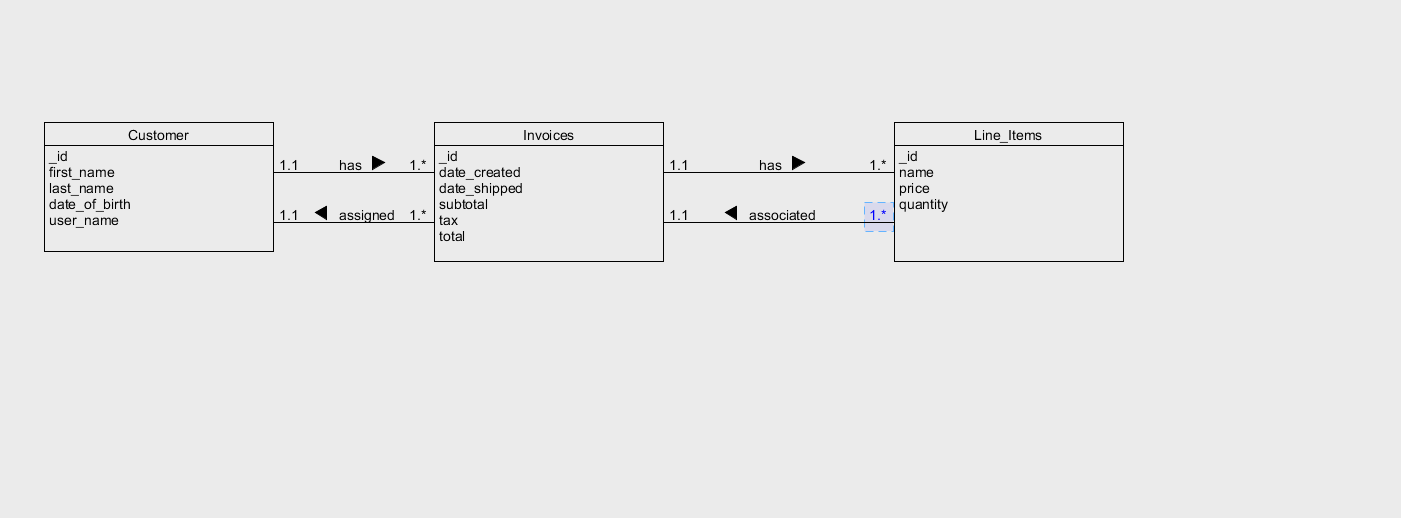 Customer
_id
first_name
last_name
date_of_birth
user_name
1.1 has 1.*
1.1 assigned 1.*
Invoices
_id
date_created
date_shipped
subtotal
tax
total
1.1 has 1.*
1.1 associated 1.*
Line_Items
_id
name
price
quantity